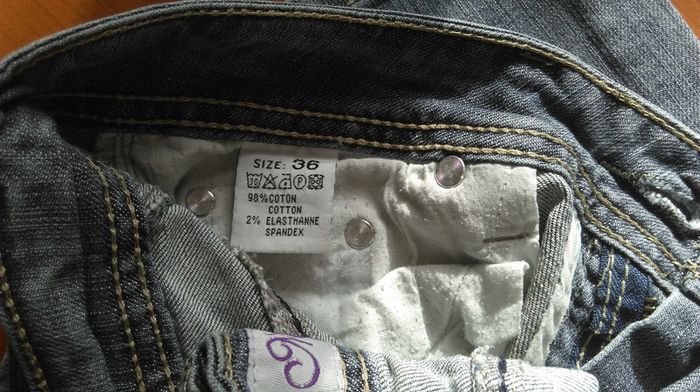 SIZE: 36
98%COTON
COTTON
2% ELASTHANNE
SPANDEX